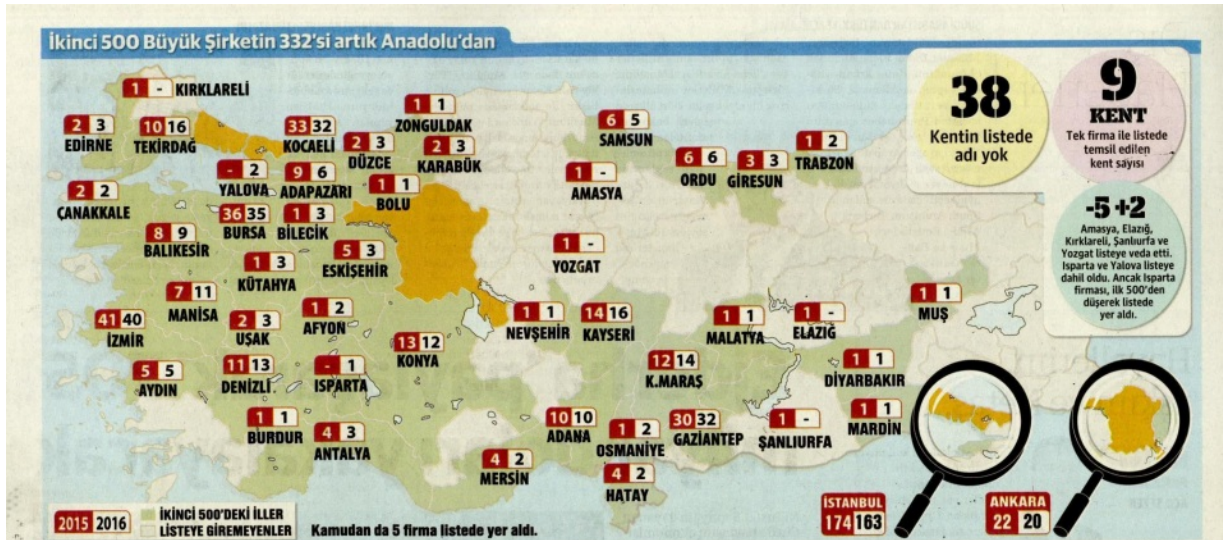 İkinci 500 Büyük Şirketin 332'si artık Anadolu'dan
1 - KIRKLARELİ
2 3
EDİRNE
10 16
TEKİRDAĞ
33 32
KOCAELİ
- 2
YALOVA
9 6
ADAPAZARI
2 3
DÜZCE
1 1
ZONGULDAK
2 3
KARABÜK
1 1
BOLU
6 5
SAMSUN
1 -
AMASYA
6 6
ORDU
3 3
GİRESUN
1 2
TRABZON
2 2
ÇANAKKALE
36 35
BURSA
1 3
BİLECİK
8 9
BALIKESİR
1 3
KÜTAHYA
5 3
ESKİŞEHİR
1 -
YOZGAT
7 11
MANİSA
41 40
İZMİR
2 3
UŞAK
1 2
AFYON
13 12
KONYA
1 1
NEVŞEHİR
14 16
KAYSERİ
1 1
MALATYA
1 -
ELAZIĞ
1 1
MUŞ
5 5
AYDIN
11 13
DENİZLİ
- 1
ISPARTA
12 14
K.MARAŞ
1 1
DİYARBAKIR
1 1
BURDUR
4 3
ANTALYA
4 2
MERSİN
10 10
ADANA
1 2
OSMANİYE
30 32
GAZİANTEP
1 -
ŞANLIURFA
1 1
MARDİN
4 2
HATAY
38
Kentin listede
adı yok
9
KENT
Tek firma ile listede
temsil edilen
kent sayısı
-5 +2
Amasya, Elazığ,
Kırklareli, Şanlıurfa ve
Yozgat listeye veda etti.
Isparta ve Yalova listeye
dahil oldu. Ancak Isparta
firması, ilk 500'den
düşerek listede
yer aldı.
İSTANBUL
174 163
ANKARA
22 20
2015 2016
İKİNCİ 500'DEKİ İLLER
LİSTEYE GİREMEYENLER
Kamudan da 5 firma listede yer aldı.